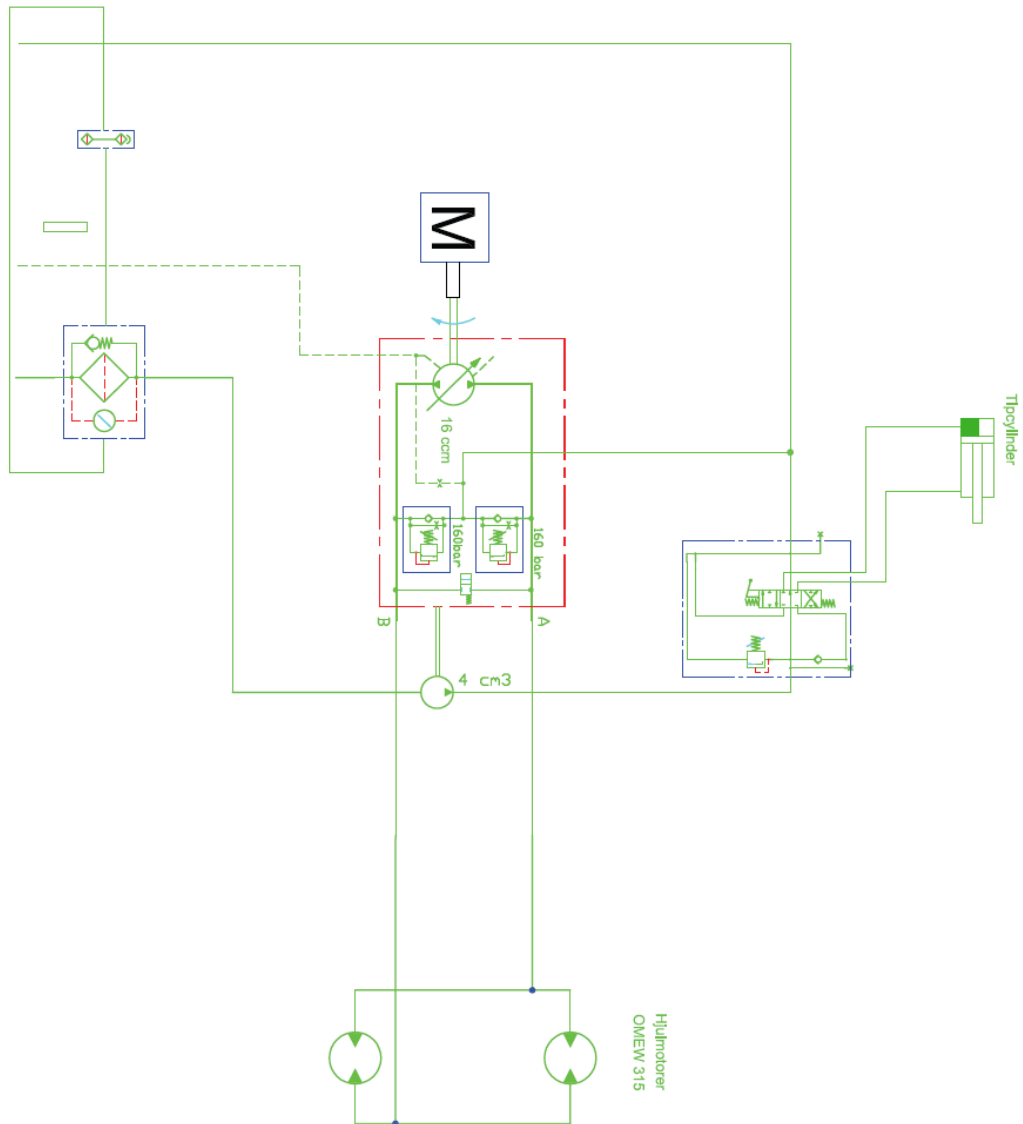 M
16 ccm
160bar
160 bar
B
A
4 cm3
Tipcylinder
Hjulmotorer
OMEW 315